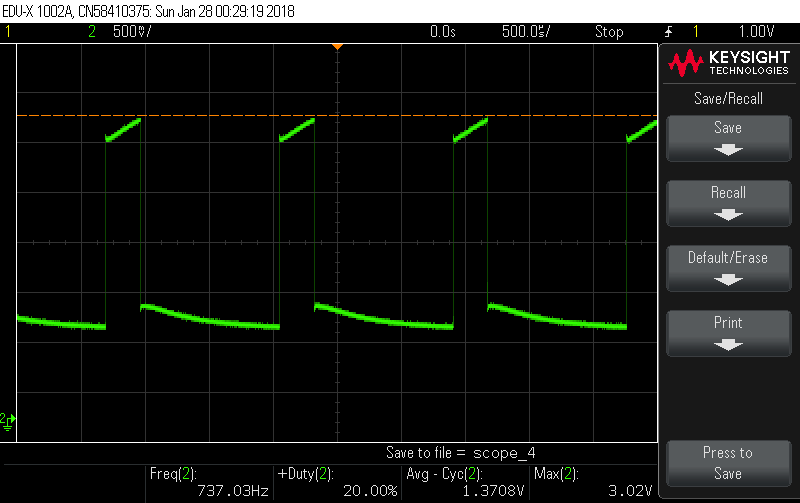 EDU-X 1002A, CN58410375: Sun Jan 28 00:29:19 2018
1 2 500mV/ 0.0s 500.0us/ Stop 1 1.00V
KEYSIGHT
TECHNOLOGIES
Save/Recall
Save
Recall
Default/Erase
Print
2
Save to file = scope_4
Freq(2): +Duty(2): Avg - Cyc(2): Max(2):
737.03Hz 20.00% 1.3708V 3.02V
Press to
Save